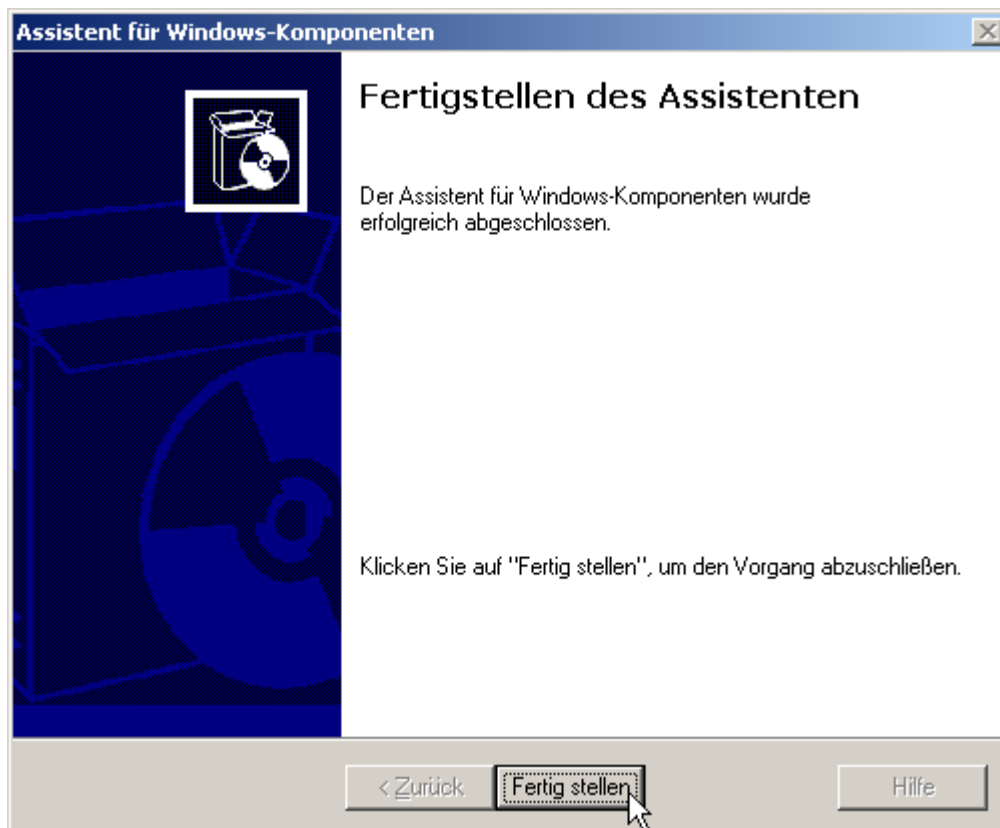 Assistent für Windows-Komponenten
Fertigstellen des Assistenten
Der Assistent für Windows-Komponenten wurde
erfolgreich abgeschlossen.
Klicken Sie auf "Fertig stellen", um den Vorgang abzuschließen.
< Zurück
Fertig stellen
Hilfe